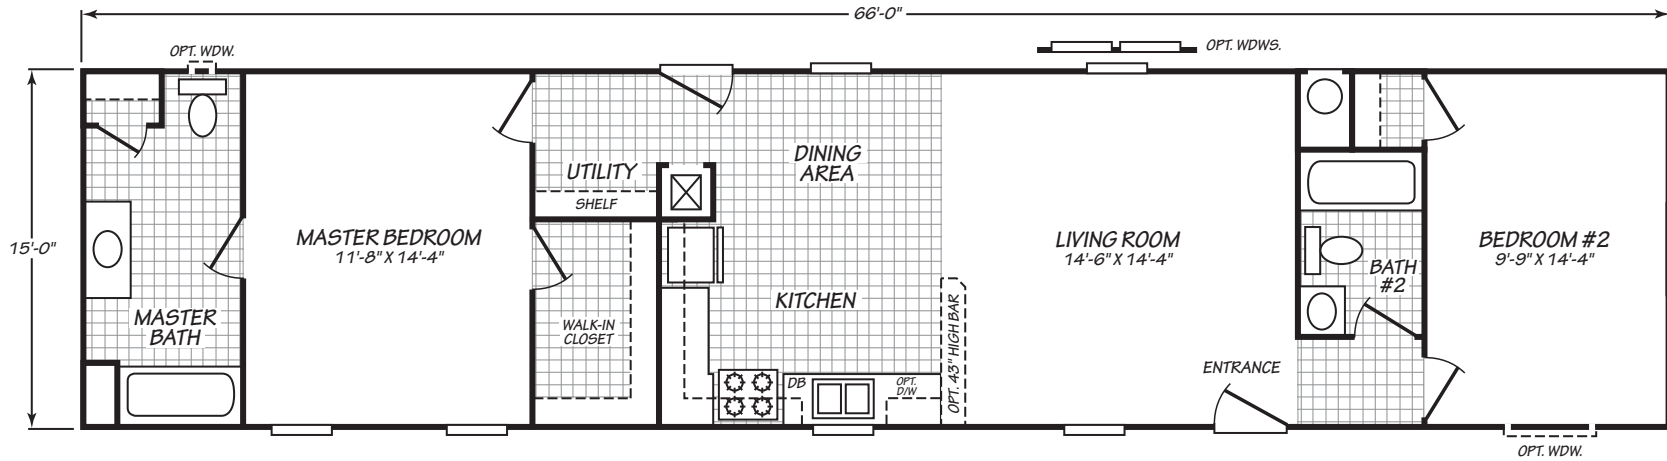 66'-0"
OPT. WDW.
OPT. WDWS.
15'-0"
UTILITY
SHELF
DINING
AREA
MASTER BEDROOM
11'-8" X 14'-4"
LIVING ROOM
14'-6" X 14'-4"
BEDROOM #2
9'-9" X 14'-4"
BATH
#2
KITCHEN
MASTER
BATH
WALK-IN
CLOSET
OPT. 43" HIGH BAR
ENTRANCE
DB
OPT.
D/W
OPT. WDW.